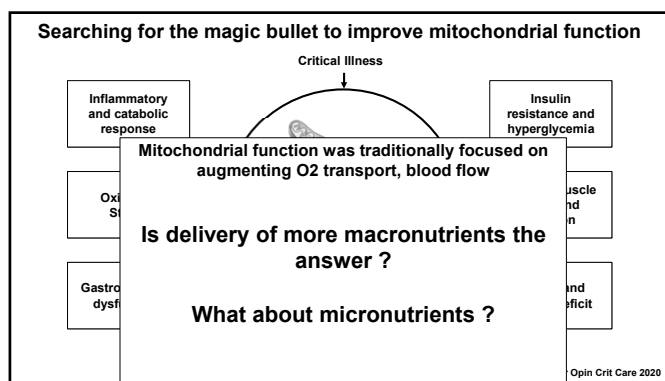 Searching for the magic bullet to improve mitochondrial function
Critical Illness
Inflammatory
and catabolic
response
Insulin
resistance and
hyperglycemia
Mitochondrial function was traditionally focused on
augmenting O2 transport, blood flow
Is delivery of more macronutrients the
answer ?
What about micronutrients ?
Opin Crit Care 2020